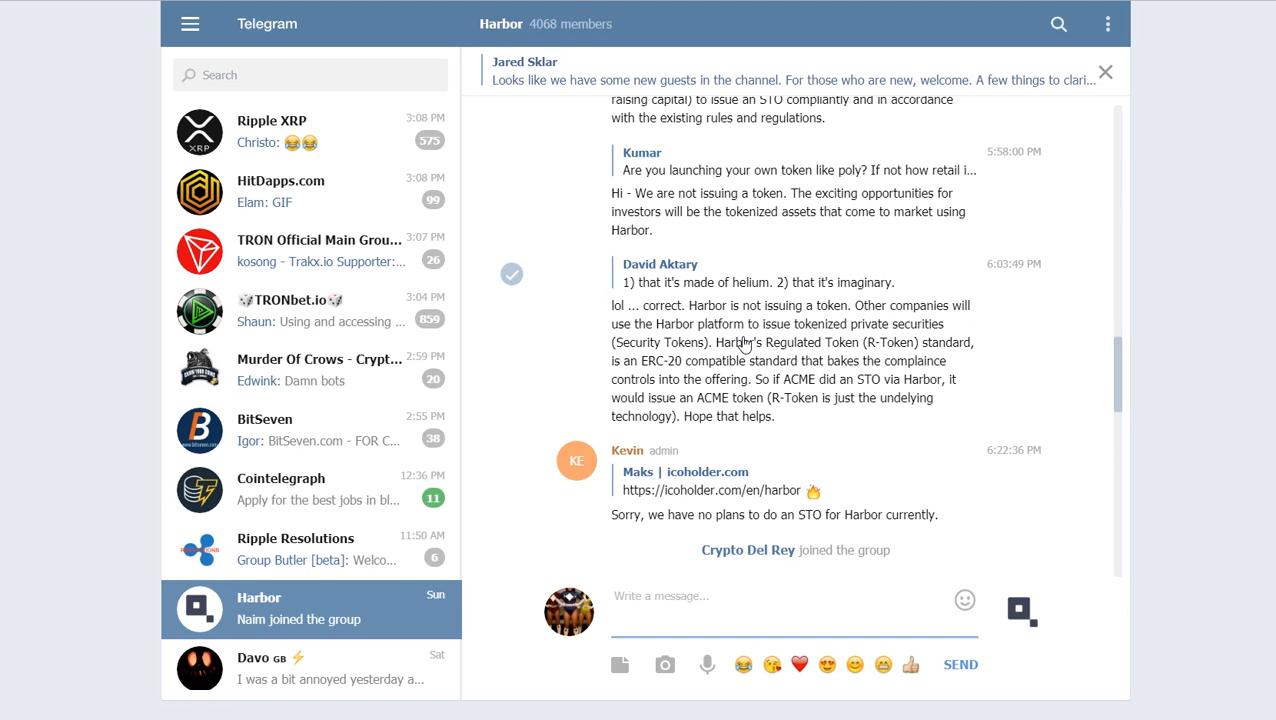 Telegram
Harbor 4068 members
Search
Jared Sklar
Looks like we have some new guests in the channel. For those who are new, welcome. A few things to clari...
Ripple XRP 3:08 PM
Christo: 😂😂 575
HitDapps.com 3:08 PM
Elam: GIF 99
TRON Official Main Grou... 3:07 PM
kosong - Trakx.io Supporter:... 26
🎲TRONbet.io🎲 3:04 PM
Shaun: Using and accessing ... 859
Murder Of Crows - Crypt... 2:59 PM
Edwink: Damn bots 20
BitSeven 2:55 PM
Igor: BitSeven.com - FOR C... 38
Cointelegraph 12:36 PM
Apply for the best jobs in bl... 11
Ripple Resolutions 11:50 AM
Group Butler [beta]: Welco... 6
Harbor Sun
Naim joined the group
Davo GB ⚡ Sat
I was a bit annoyed yesterday a...
raising capital) to issue an STO compliantly and in accordance
with the existing rules and regulations.
Kumar 5:58:00 PM
Are you launching your own token like poly? If not how retail i...
Hi - We are not issuing a token. The exciting opportunities for
investors will be the tokenized assets that come to market using
Harbor.
David Aktary 6:03:49 PM
1) that it's made of helium. 2) that it's imaginary.
lol ... correct. Harbor is not issuing a token. Other companies will
use the Harbor platform to issue tokenized private securities
(Security Tokens). Harbor's Regulated Token (R-Token) standard,
is an ERC-20 compatible standard that bakes the complaince
controls into the offering. So if ACME did an STO via Harbor, it
would issue an ACME token (R-Token is just the undelying
technology). Hope that helps.
KE
Kevin admin 6:22:36 PM
Maks | icoholder.com
https://icoholder.com/en/harbor 🔥
Sorry, we have no plans to do an STO for Harbor currently.
Crypto Del Rey joined the group
Write a message...
SEND